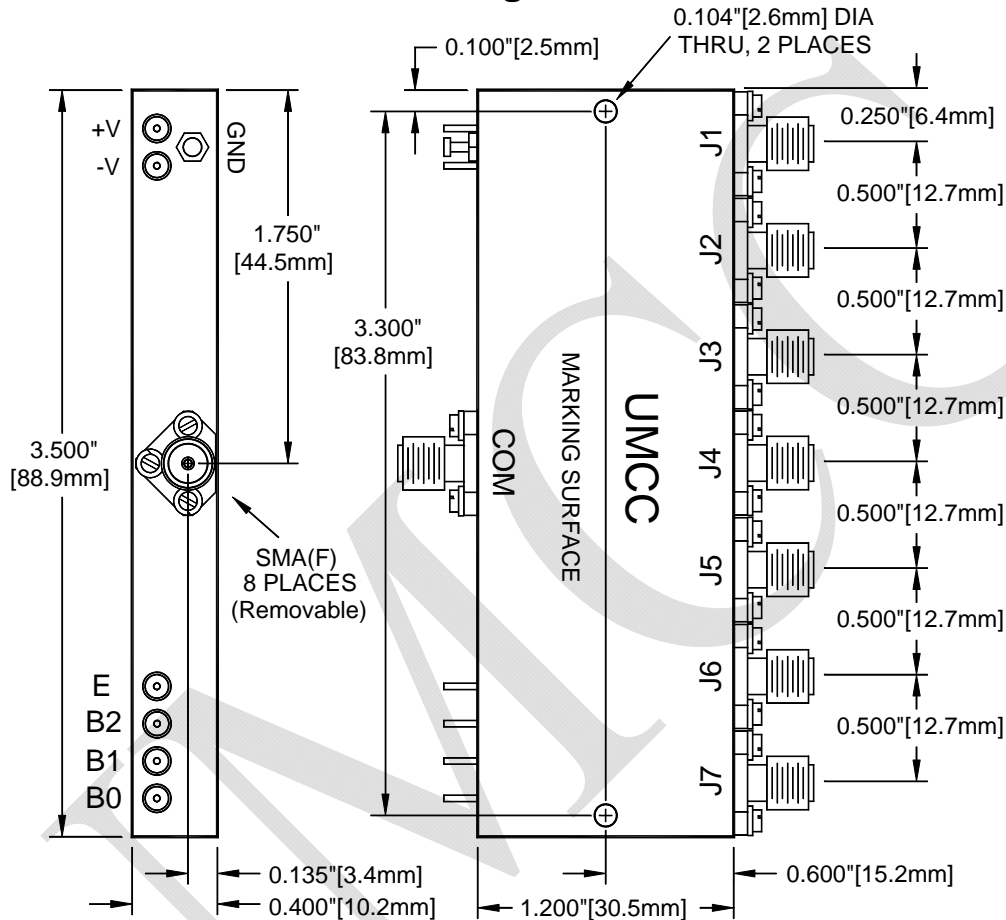 0.104"[2.6mm] DIA
THRU, 2 PLACES
0.100"[2.5mm]
+V
-V
GND
1.750"
[44.5mm]
3.500"
[88.9mm]
SMA(F)
8 PLACES
(Removable)
E
B2
B1
B0
0.135"[3.4mm]
0.400"[10.2mm]
3.300"
[83.8mm]
COM
MARKING SURFACE
UMCC
J1
J2
J3
J4
J5
J6
J7
0.250"[6.4mm]
0.500"[12.7mm]
0.500"[12.7mm]
0.500"[12.7mm]
0.500"[12.7mm]
0.500"[12.7mm]
0.500"[12.7mm]
0.600"[15.2mm]
1.200"[30.5mm]